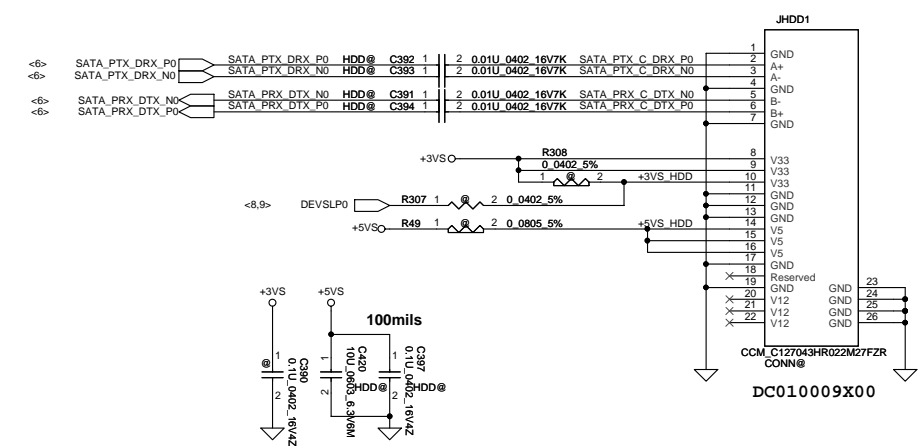 JHDD1
<6> SATA_PTX_DRX_P0 SATA_PTX_DRX_P0 HDD@ C392 1 2 0.01U_0402_16V7K SATA_PTX_C_DRX_P0
<6> SATA_PTX_DRX_N0 SATA_PTX_DRX_N0 HDD@ C393 1 2 0.01U_0402_16V7K SATA_PTX_C_DRX_N0
<6> SATA_PRX_DTX_N0 SATA_PRX_DTX_N0 HDD@ C391 1 2 0.01U_0402_16V7K SATA_PRX_C_DTX_N0
<6> SATA_PRX_DTX_P0 SATA_PRX_DTX_P0 HDD@ C394 1 2 0.01U_0402_16V7K SATA_PRX_C_DTX_P0
1 GND
2 A+
3 A-
4 GND
5 B-
6 B+
7 GND
+3VS R308
0_0402_5%
1 @ 2 +3VS_HDD
8 V33
9 V33
10 V33
11 GND
12 GND
13 GND
<8,9> DEVSLP0 R307 1 @ 2 0_0402_5%
+5VS R49 1 @ 2 0_0805_5% +5VS_HDD
14 V5
15 V5
16 V5
17 GND
18 Reserved
19 GND
20 V12
21 V12
22 V12
GND 23
GND 24
GND 25
GND 26
CCM_C127043HR022M27FZR
CONN@
DC010009X00
+3VS
+5VS
100mils
@ 1 2 C390
0.1U_0402_16V4Z
1 2 C420
10U_0603_6.3V6M
HDD@
1 2 C397
0.1U_0402_16V4Z
HDD@